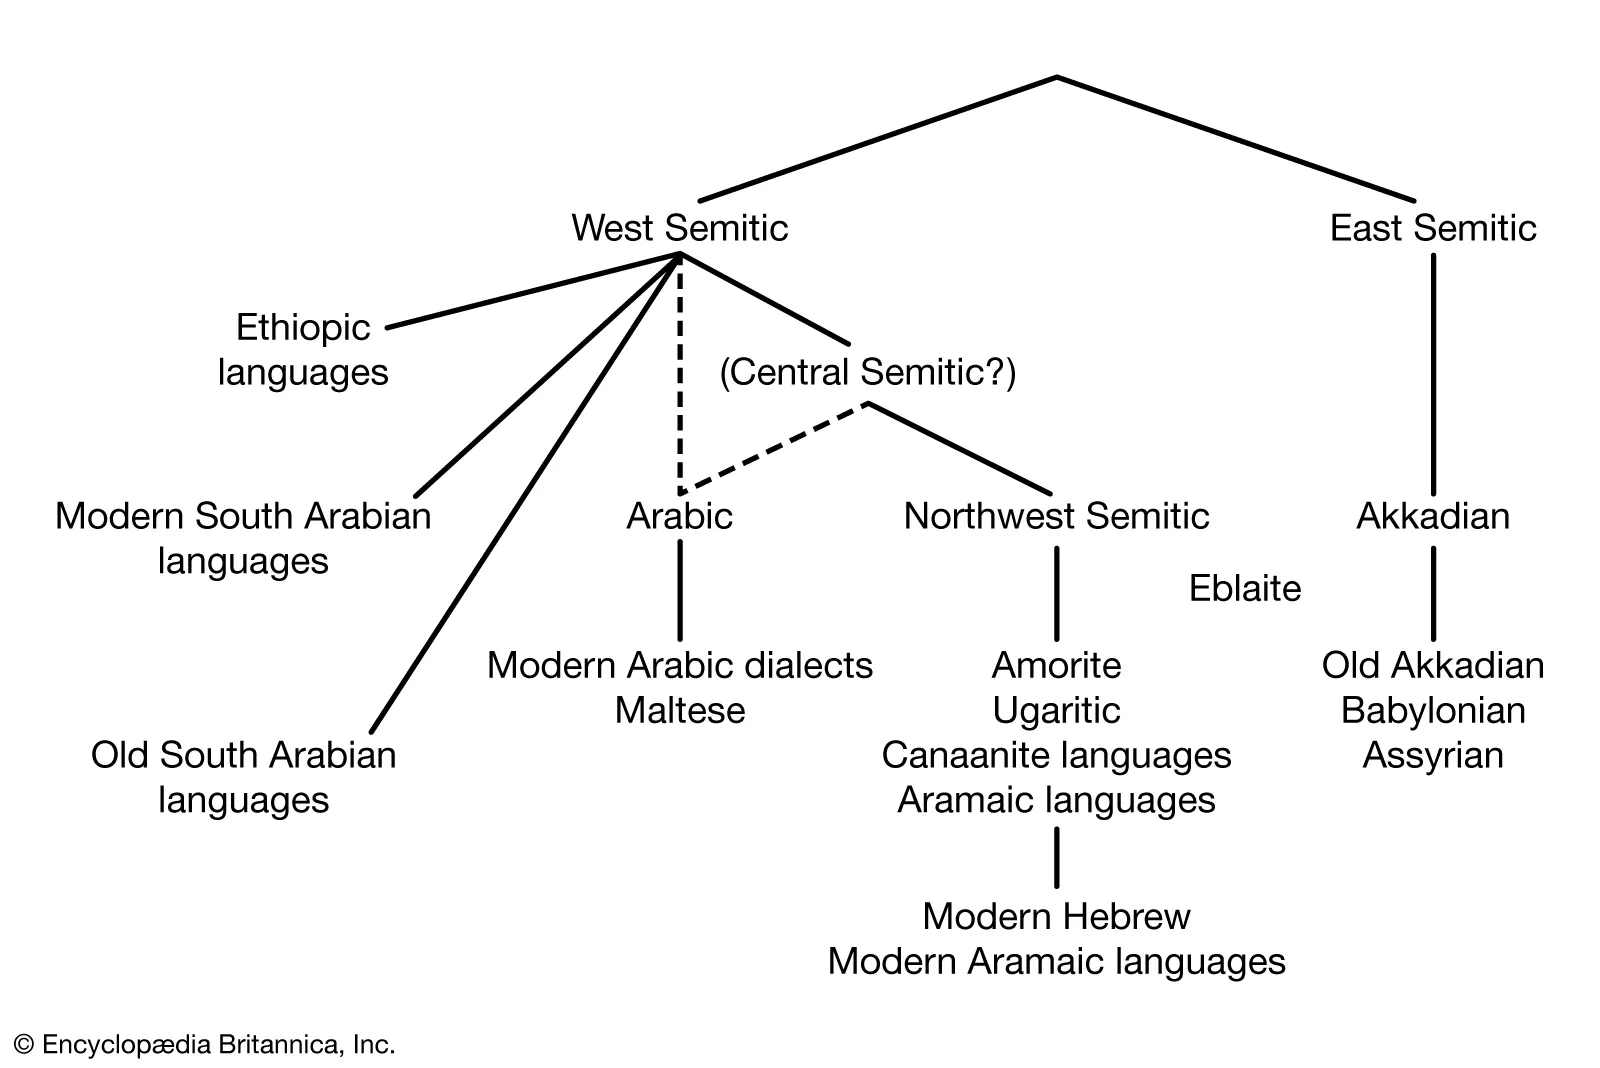 West Semitic
East Semitic
Ethiopic
languages
(Central Semitic?)
Modern South Arabian
languages
Arabic
Northwest Semitic
Akkadian
Eblaite
Modern Arabic dialects
Maltese
Amorite
Ugaritic
Canaanite languages
Aramaic languages
Old Akkadian
Babylonian
Assyrian
Old South Arabian
languages
Modern Hebrew
Modern Aramaic languages
© Encyclopædia Britannica, Inc.